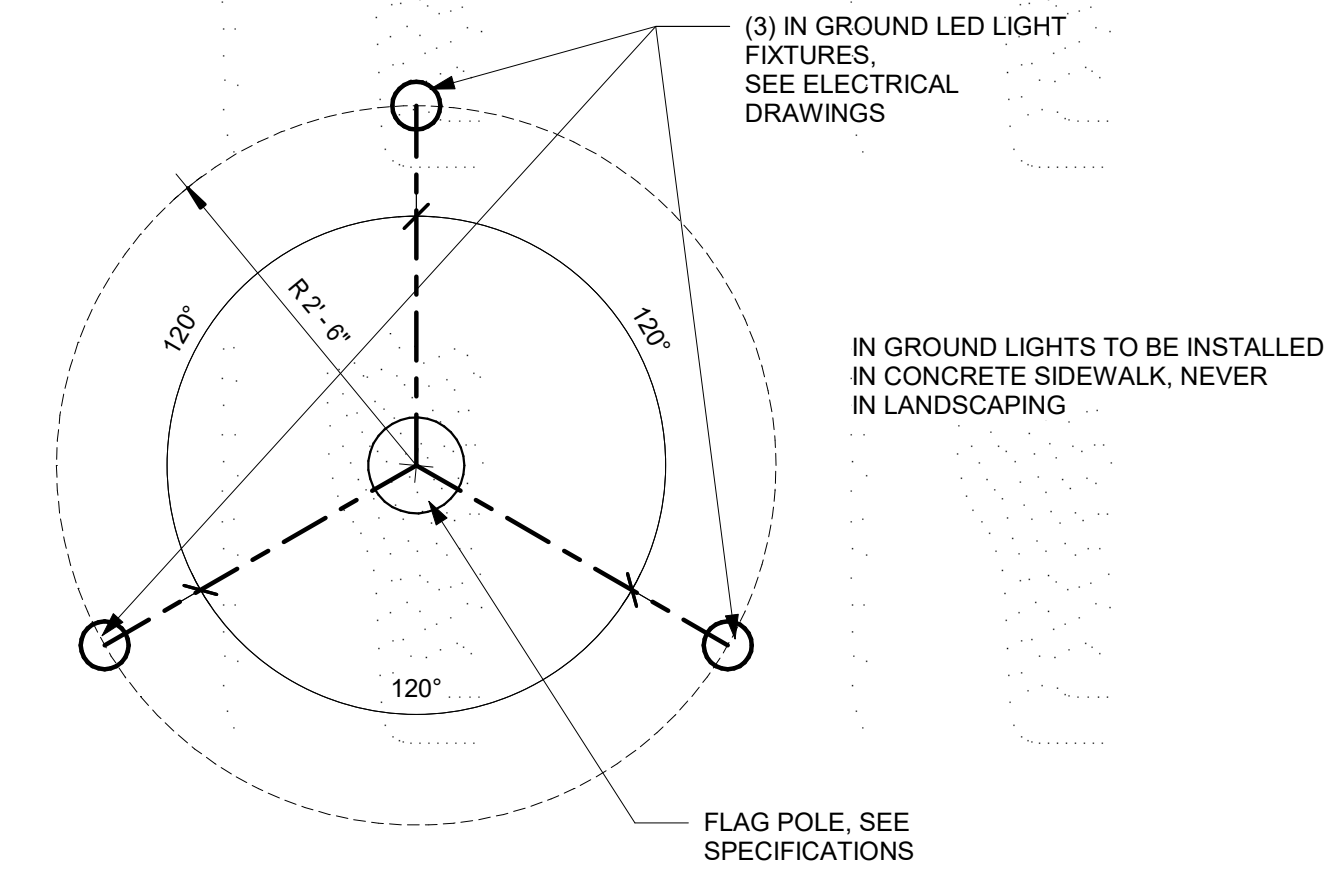 (3) IN GROUND LED LIGHT
FIXTURES,
SEE ELECTRICAL
DRAWINGS
R 2' - 6"
120°
120°
IN GROUND LIGHTS TO BE INSTALLED
IN CONCRETE SIDEWALK, NEVER
IN LANDSCAPING
120°
FLAG POLE, SEE
SPECIFICATIONS